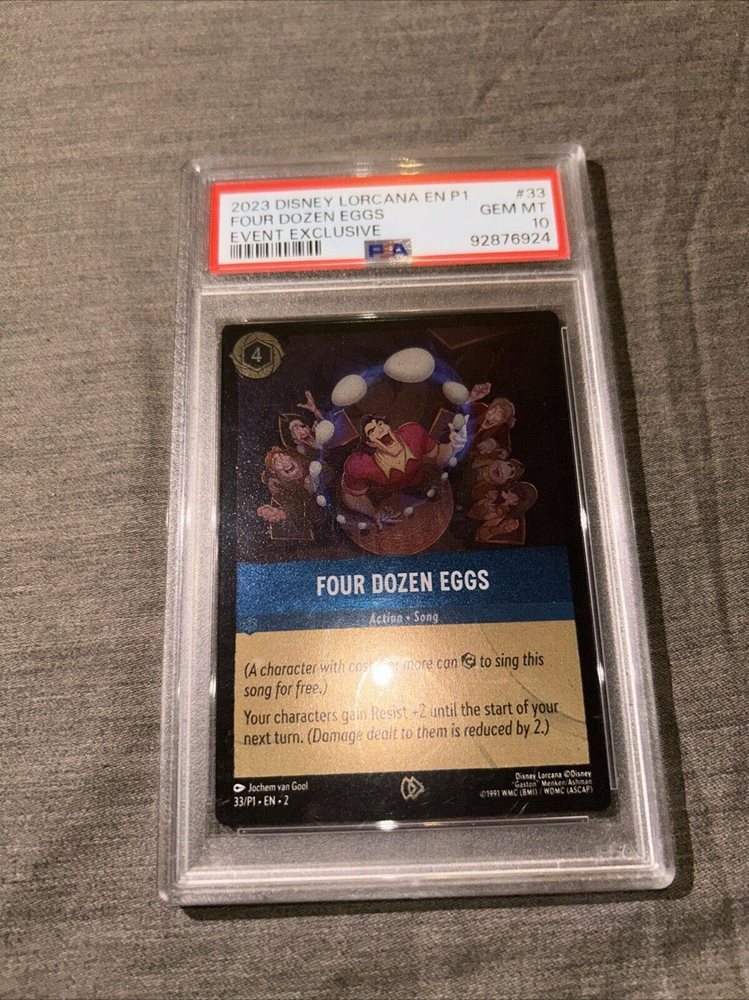 2023 DISNEY LORCANA EN P1 #33
FOUR DOZEN EGGS GEM MT
EVENT EXCLUSIVE 10
PSA 92876924
4
FOUR DOZEN EGGS
Action • Song
(A character with cost 4 or more can to sing this
song for free.)
Your characters gain Resist +2 until the start of your
next turn. (Damage dealt to them is reduced by 2.)
Jochem van Gool
33/P1 • EN • 2
Disney Lorcana ©Disney
"Gaston" Menken/Ashman
©1991 WMC (BMI) / WDMC (ASCAP)